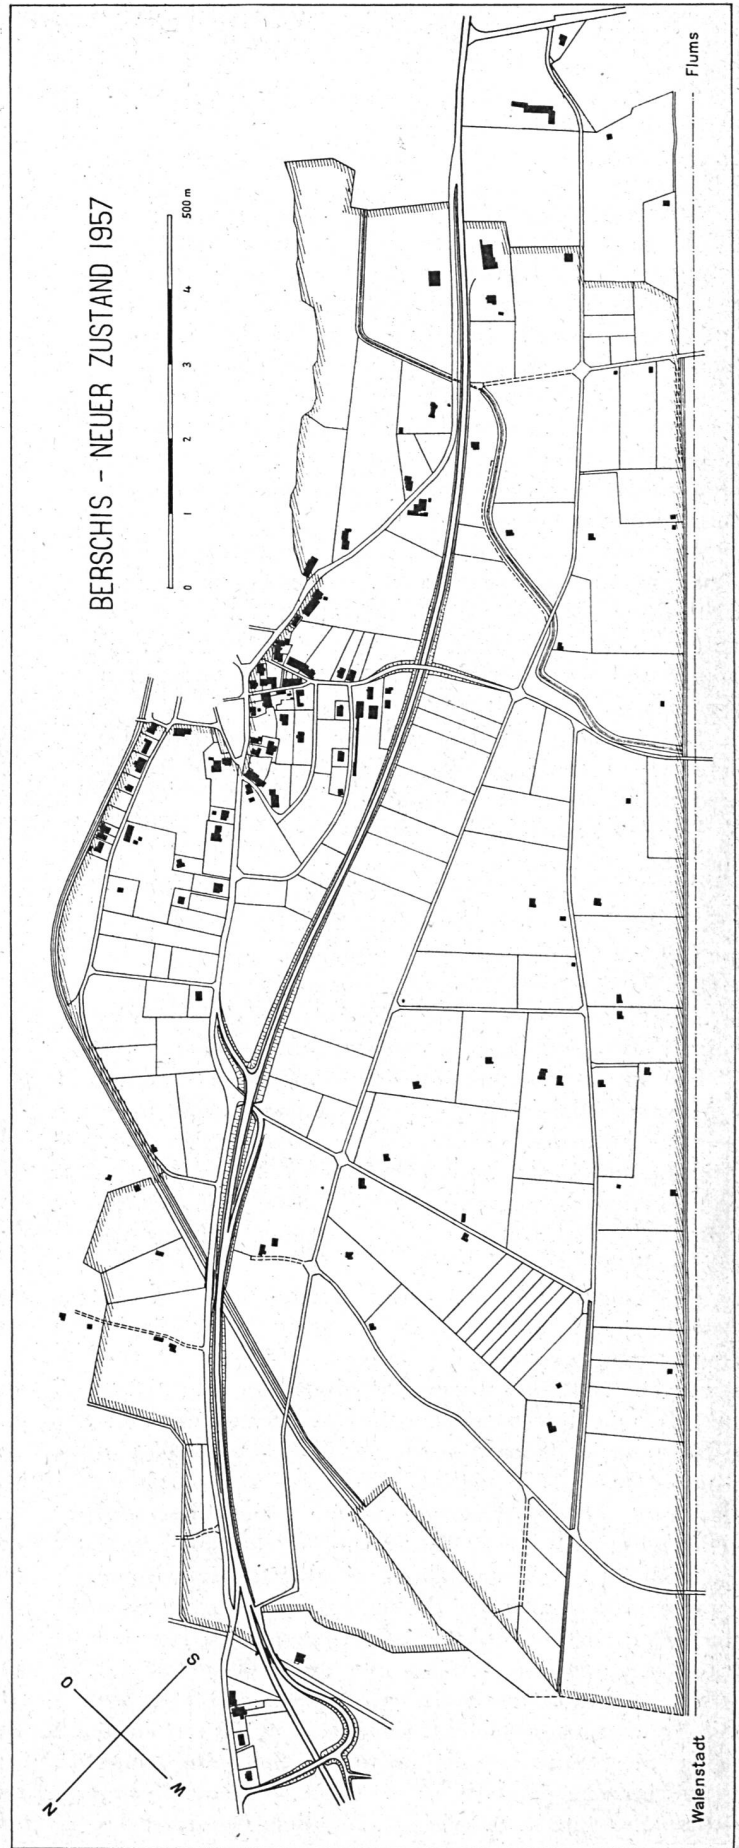 BERSCHIS - NEUER ZUSTAND 1957
0 1 2 3 4 500 m
Flums
Walenstadt
N
O
S
W